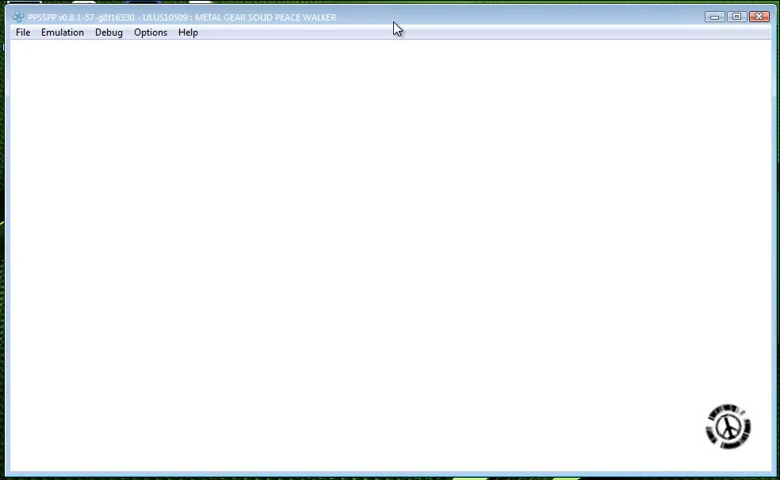 PPSSPP v0.8.1-57-g8f16330 - ULUS10509 : METAL GEAR SOLID PEACE WALKER
File Emulation Debug Options Help